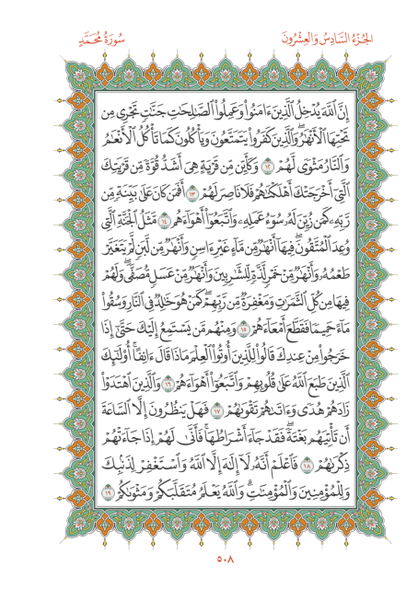 الجُزْءُ السَّادِسُ وَالعِشْرُونَ
سُورَةُ مُحَمَّدٍ
إِنَّ ٱللَّهَ يُدْخِلُ ٱلَّذِينَ ءَامَنُوا۟ وَعَمِلُوا۟ ٱلصَّٰلِحَٰتِ جَنَّٰتٍ تَجْرِى مِن
تَحْتِهَا ٱلْأَنْهَٰرُ ۖ وَٱلَّذِينَ كَفَرُوا۟ يَتَمَتَّعُونَ وَيَأْكُلُونَ كَمَا تَأْكُلُ ٱلْأَنْعَٰمُ
وَٱلنَّارُ مَثْوًى لَّهُمْ ١٢ وَكَأَيِّن مِّن قَرْيَةٍ هِىَ أَشَدُّ قُوَّةً مِّن قَرْيَتِكَ
ٱلَّتِىٓ أَخْرَجَتْكَ أَهْلَكْنَٰهُمْ فَلَا نَاصِرَ لَهُمْ ١٣ أَفَمَن كَانَ عَلَىٰ بَيِّنَةٍ مِّن
رَّبِّهِۦ كَمَن زُيِّنَ لَهُۥ سُوٓءُ عَمَلِهِۦ وَٱتَّبَعُوٓا۟ أَهْوَآءَهُم ١٤ مَّثَلُ ٱلْجَنَّةِ ٱلَّتِى
وُعِدَ ٱلْمُتَّقُونَ ۖ فِيهَآ أَنْهَٰرٌ مِّن مَّآءٍ غَيْرِ ءَاسِنٍ وَأَنْهَٰرٌ مِّن لَّبَنٍ لَّمْ يَتَغَيَّرْ
طَعْمُهُۥ وَأَنْهَٰرٌ مِّنْ خَمْرٍ لَّذَّةٍ لِّلشَّٰرِبِينَ وَأَنْهَٰرٌ مِّنْ عَسَلٍ مُّصَفًّى ۖ وَلَهُمْ
فِيهَا مِن كُلِّ ٱلثَّمَرَٰتِ وَمَغْفِرَةٌ مِّن رَّبِّهِمْ ۖ كَمَنْ هُوَ خَٰلِدٌ فِى ٱلنَّارِ وَسُقُوا۟
مَآءً حَمِيمًا فَقَطَّعَ أَمْعَآءَهُمْ ١٥ وَمِنْهُم مَّن يَسْتَمِعُ إِلَيْكَ حَتَّىٰٓ إِذَا
خَرَجُوا۟ مِنْ عِندِكَ قَالُوا۟ لِلَّذِينَ أُوتُوا۟ ٱلْعِلْمَ مَاذَا قَالَ ءَانِفًا ۚ أُو۟لَٰٓئِكَ
ٱلَّذِينَ طَبَعَ ٱللَّهُ عَلَىٰ قُلُوبِهِمْ وَٱتَّبَعُوٓا۟ أَهْوَآءَهُمْ ١٦ وَٱلَّذِينَ ٱهْتَدَوْا۟
زَادَهُمْ هُدًى وَءَاتَىٰهُمْ تَقْوَىٰهُمْ ١٧ فَهَلْ يَنظُرُونَ إِلَّا ٱلسَّاعَةَ
أَن تَأْتِيَهُم بَغْتَةً ۖ فَقَدْ جَآءَ أَشْرَاطُهَا ۚ فَأَنَّىٰ لَهُمْ إِذَا جَآءَتْهُمْ
ذِكْرَىٰهُمْ ١٨ فَٱعْلَمْ أَنَّهُۥ لَآ إِلَٰهَ إِلَّا ٱللَّهُ وَٱسْتَغْفِرْ لِذَنۢبِكَ
وَلِلْمُؤْمِنِينَ وَٱلْمُؤْمِنَٰتِ ۗ وَٱللَّهُ يَعْلَمُ مُتَقَلَّبَكُمْ وَمَثْوَىٰكُمْ ١٩
٥٠٨